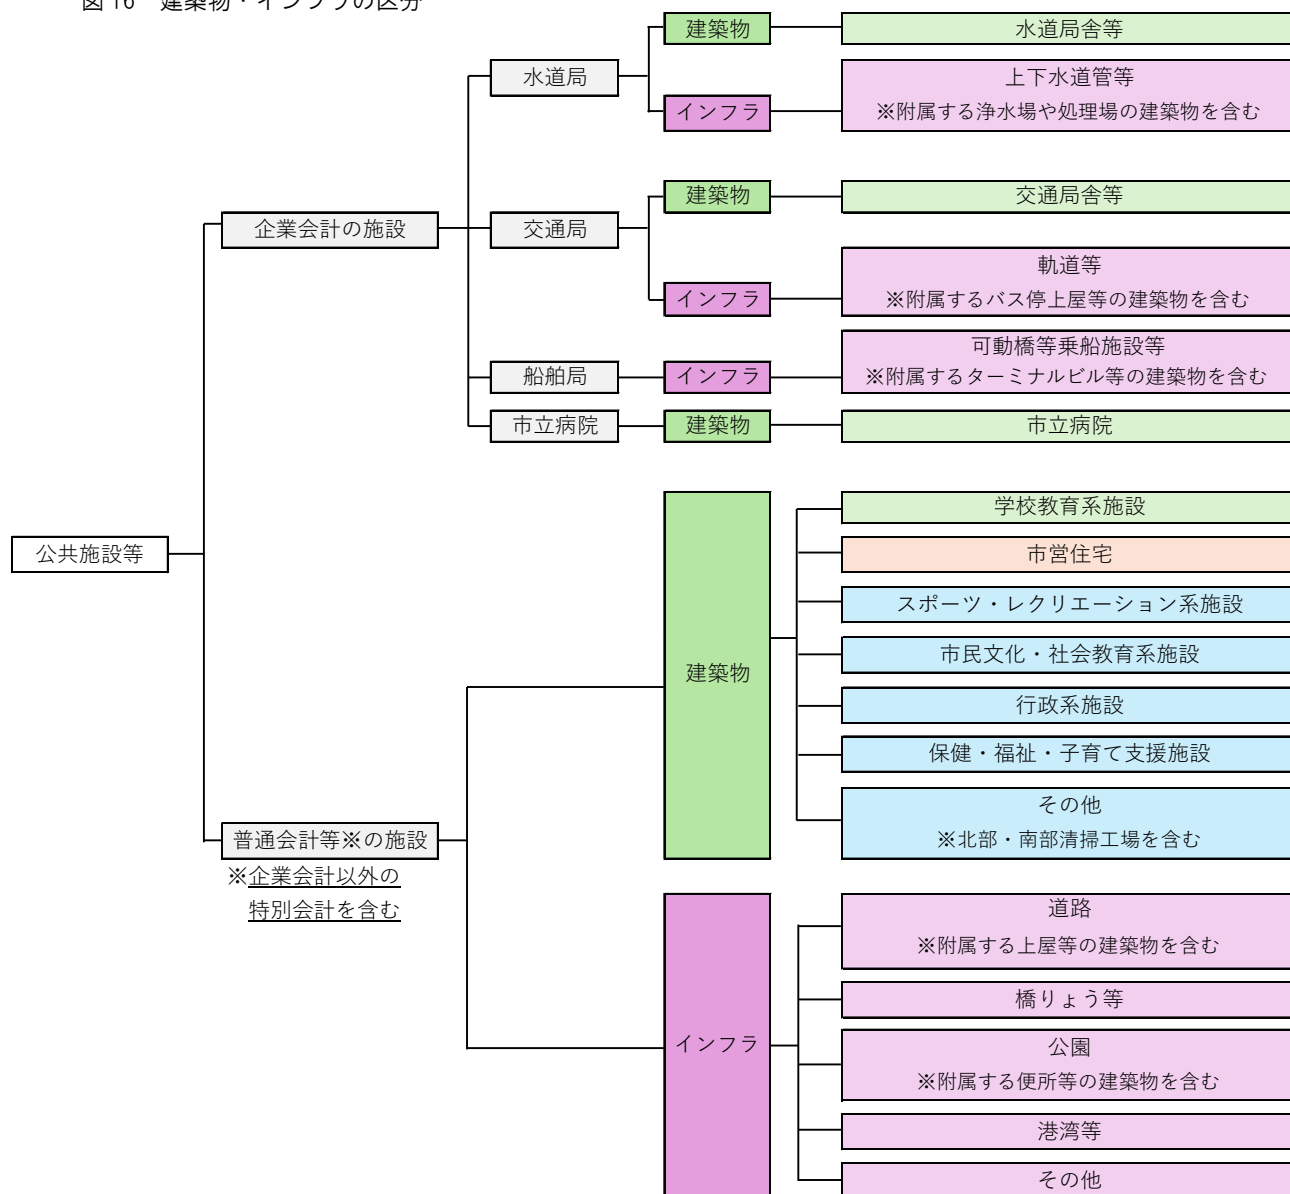 図16 建築物・インフラの区分
公共施設等
企業会計の施設
水道局
建築物
水道局舎等
インフラ
上下水道管等
※附属する浄水場や処理場の建築物を含む
交通局
建築物
交通局舎等
インフラ
軌道等
※附属するバス停上屋等の建築物を含む
船舶局
インフラ
可動橋等乗船施設等
※附属するターミナルビル等の建築物を含む
市立病院
建築物
市立病院
普通会計等※の施設
※企業会計以外の
特別会計を含む
建築物
学校教育系施設
市営住宅
スポーツ・レクリエーション系施設
市民文化・社会教育系施設
行政系施設
保健・福祉・子育て支援施設
その他
※北部・南部清掃工場を含む
インフラ
道路
※附属する上屋等の建築物を含む
橋りょう等
公園
※附属する便所等の建築物を含む
港湾等
その他